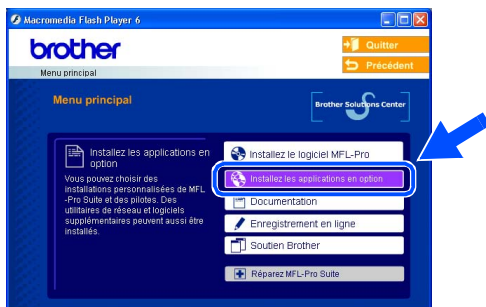 Macromedia Flash Player 6
brother
Quitter
Précédent
Menu principal
Menu principal
Brother Solutions Center
Installez les applications en
option
Vous pouvez choisir des
installations personnalisées de MFL
-Pro Suite et des pilotes. Des
utilitaires de réseau et logiciels
supplémentaires peuvent aussi être
installés.
Installez le logiciel MFL-Pro
Installez les applications en option
Documentation
Enregistrement en ligne
Soutien Brother
Réparez MFL-Pro Suite